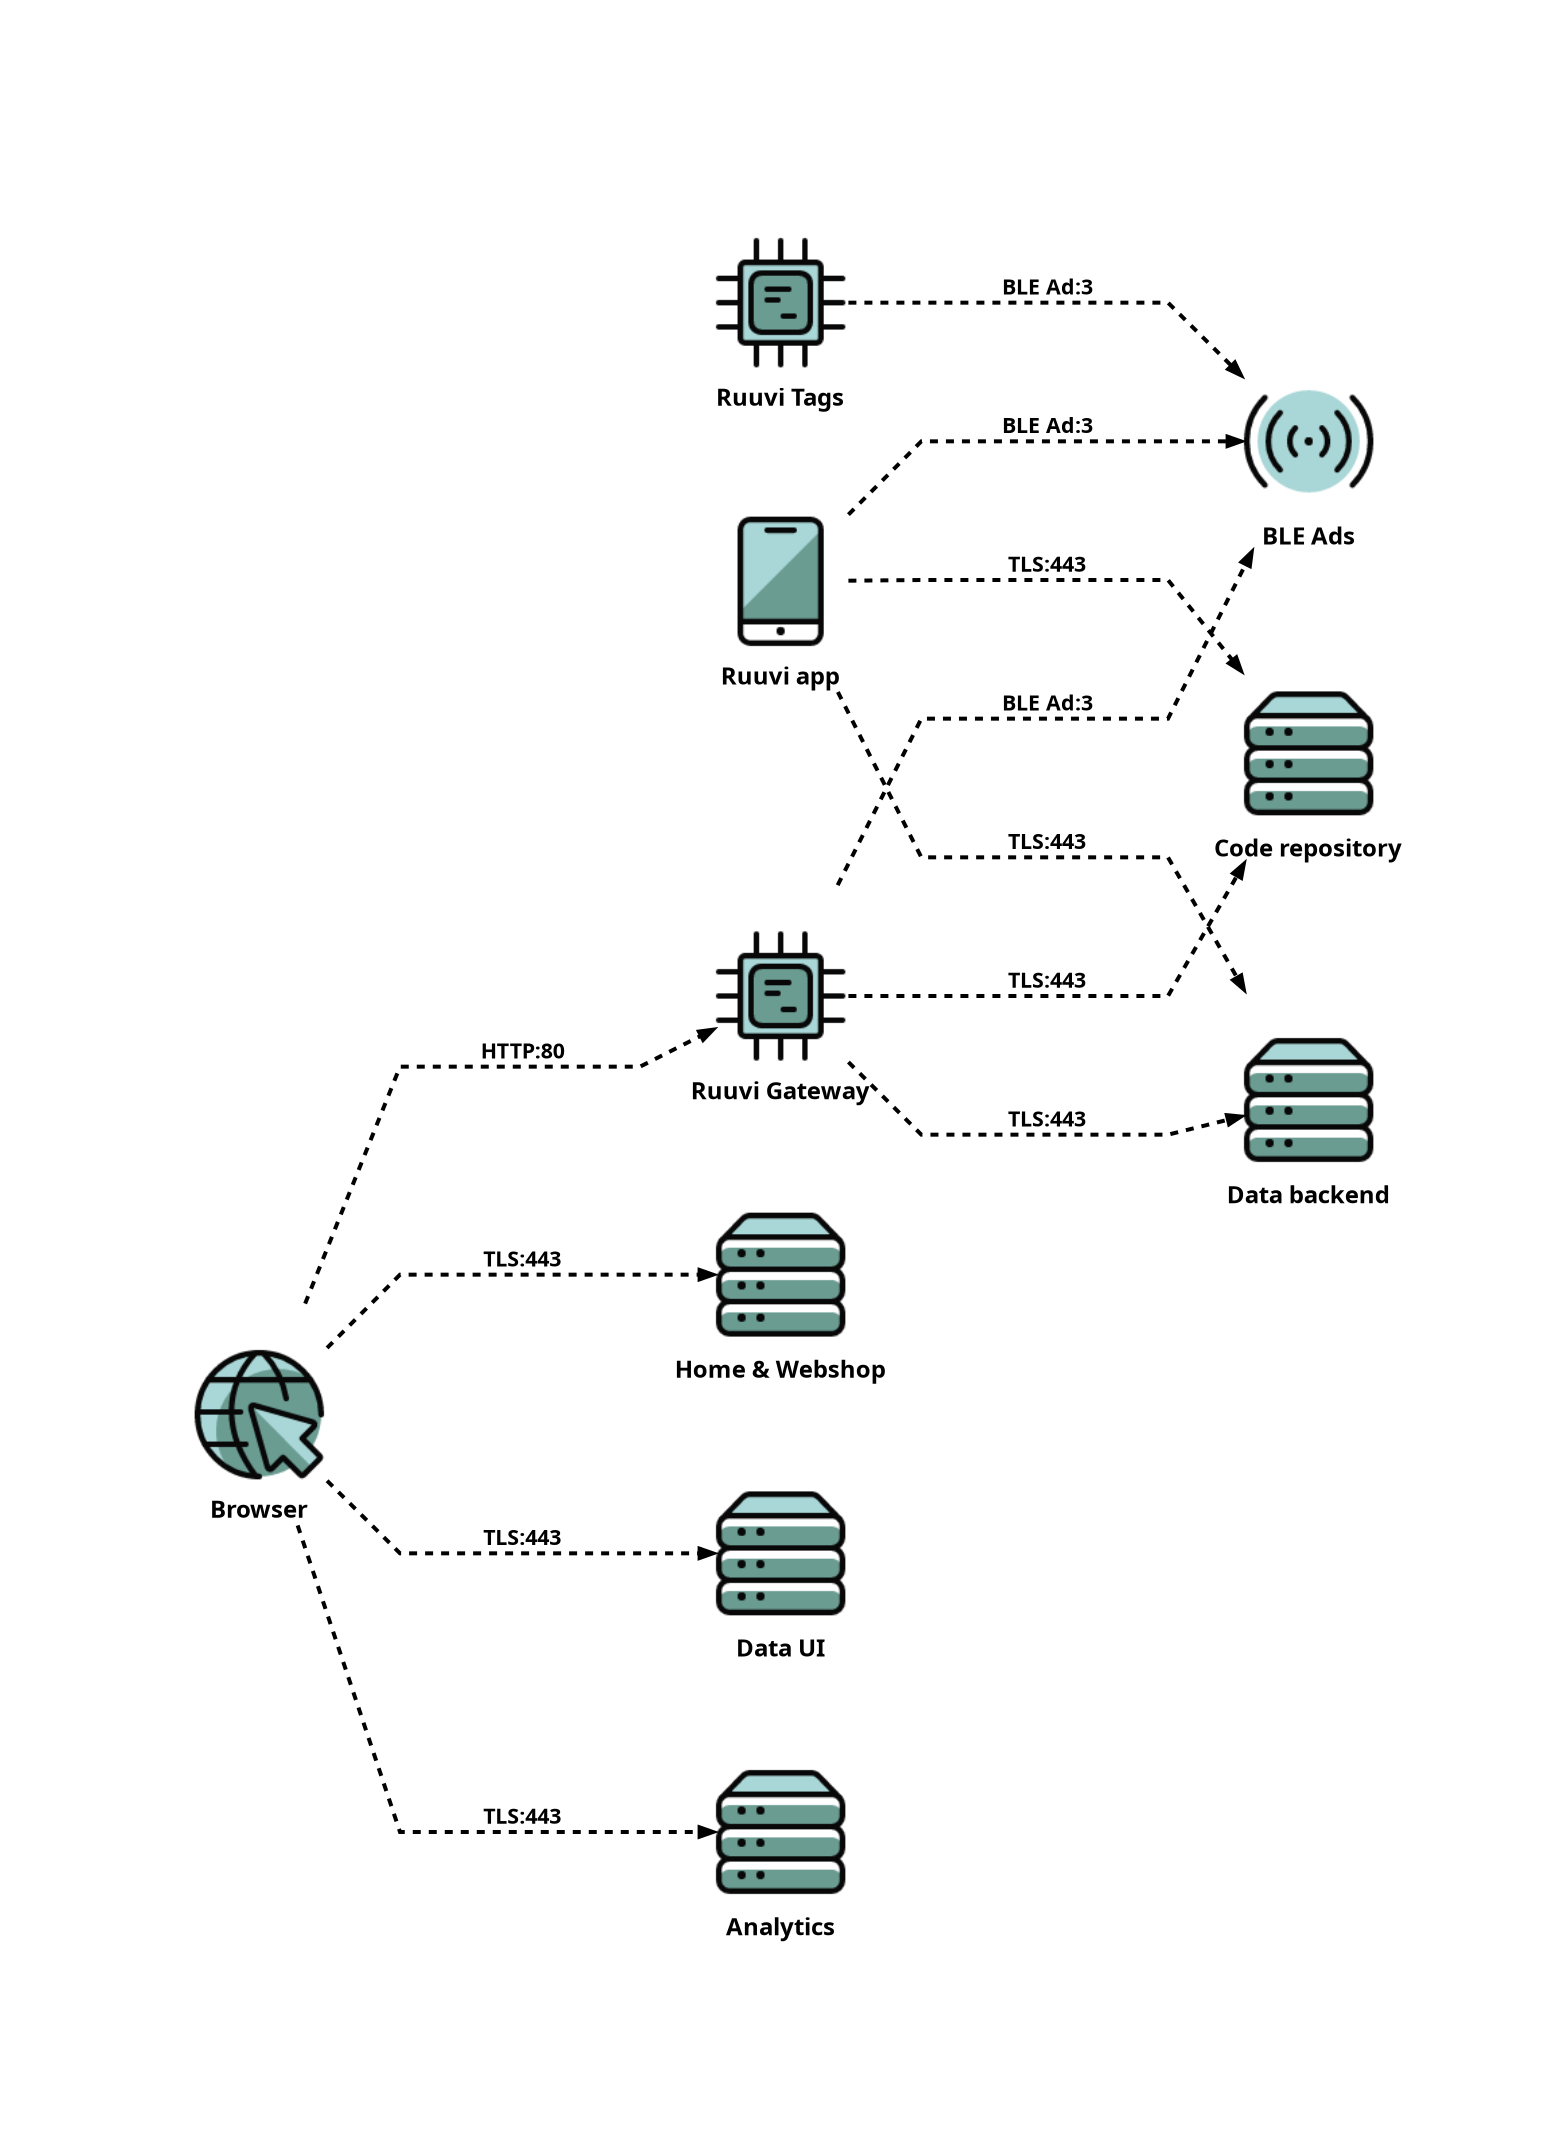 BLE Ad:3
Ruuvi Tags
BLE Ad:3
BLE Ads
TLS:443
Ruuvi app
BLE Ad:3
TLS:443
Code repository
TLS:443
HTTP:80
Ruuvi Gateway
TLS:443
Data backend
TLS:443
Home & Webshop
Browser
TLS:443
Data UI
TLS:443
Analytics